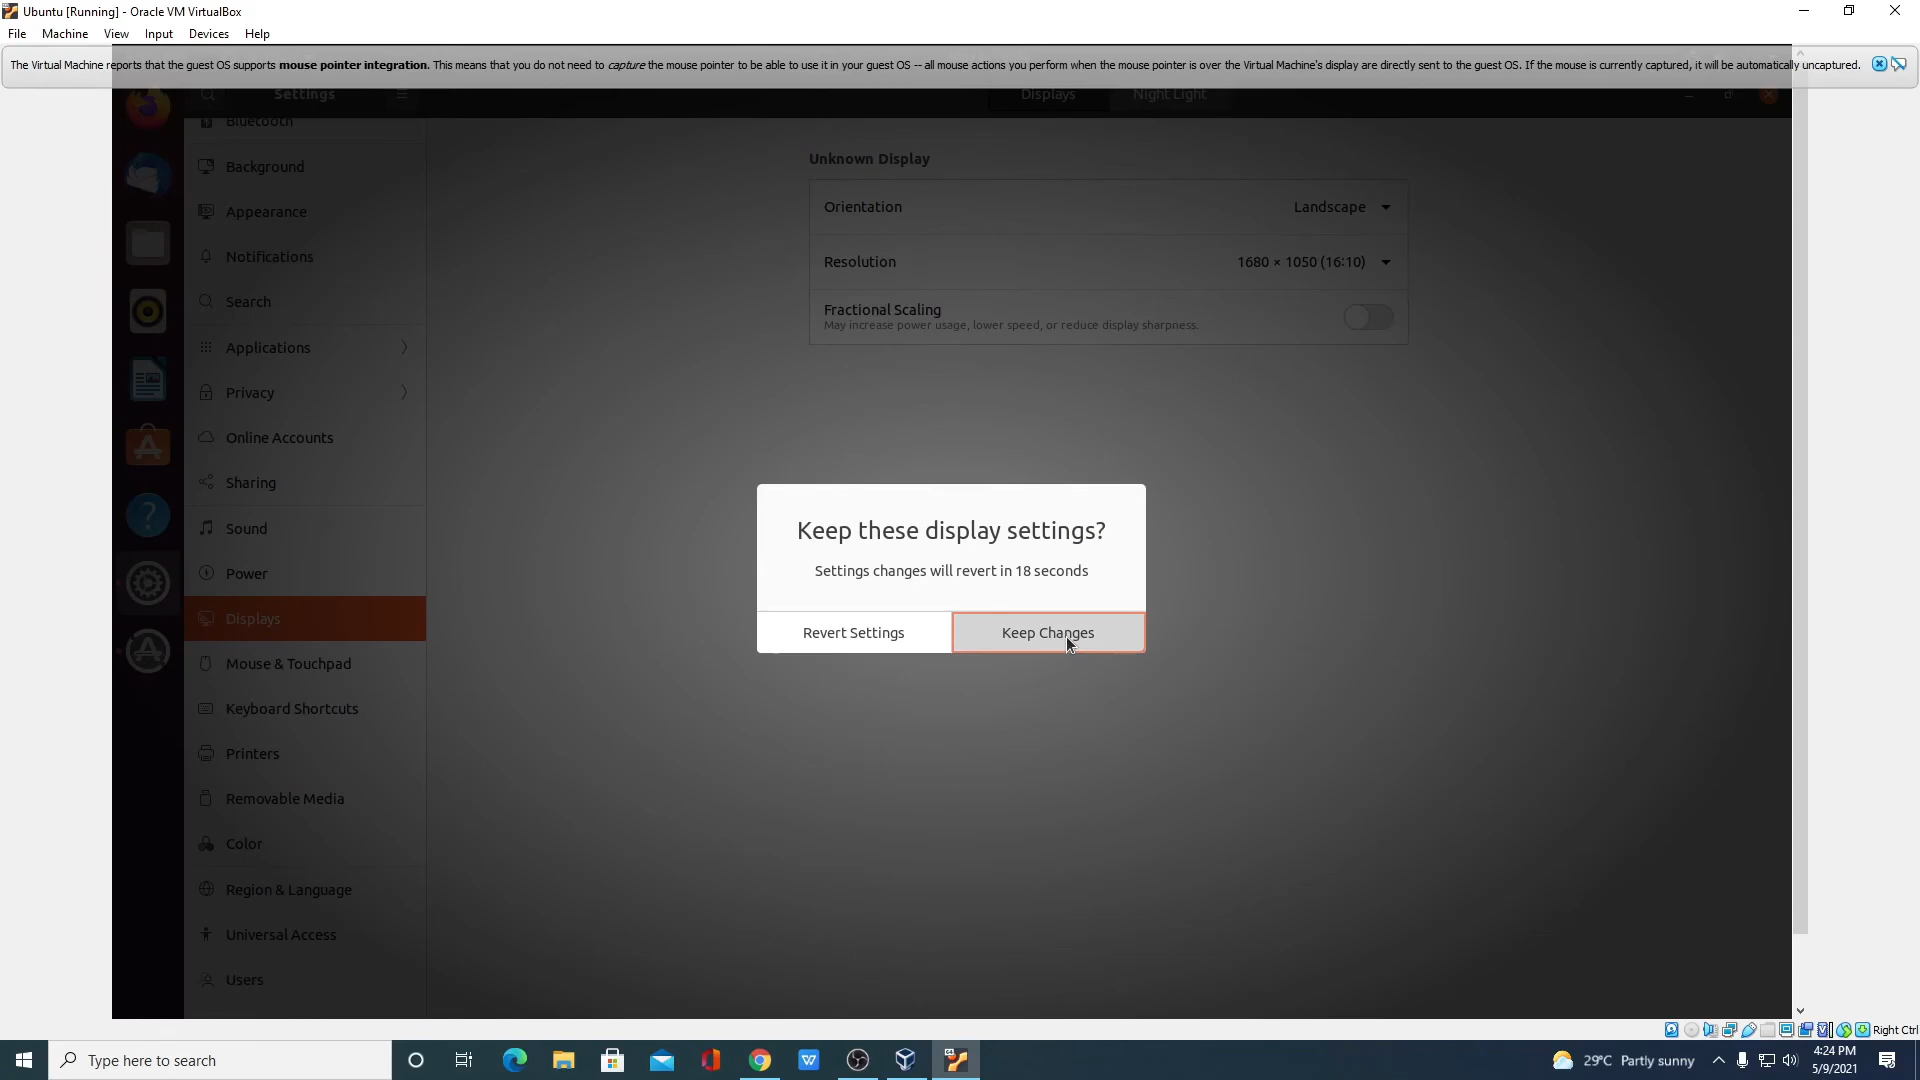 Ubuntu [Running] - Oracle VM VirtualBox
File Machine View Input Devices Help
The Virtual Machine reports that the guest OS supports mouse pointer integration. This means that you do not need to capture the mouse pointer to be able to use it in your guest OS -- all mouse actions you perform when the mouse pointer is over the Virtual Machine's display are directly sent to the guest OS. If the mouse is currently captured, it will be automatically uncaptured.
Settings
Displays
Night Light
Bluetooth
Background
Appearance
Notifications
Search
Applications
Privacy
Online Accounts
Sharing
Sound
Power
Displays
Mouse & Touchpad
Keyboard Shortcuts
Printers
Removable Media
Color
Region & Language
Universal Access
Users
Unknown Display
Orientation Landscape
Resolution 1680 × 1050 (16:10)
Fractional Scaling
May increase power usage, lower speed, or reduce display sharpness.
Keep these display settings?
Settings changes will revert in 18 seconds
Revert Settings Keep Changes
Right Ctrl
Type here to search
29°C Partly sunny
4:24 PM
5/9/2021